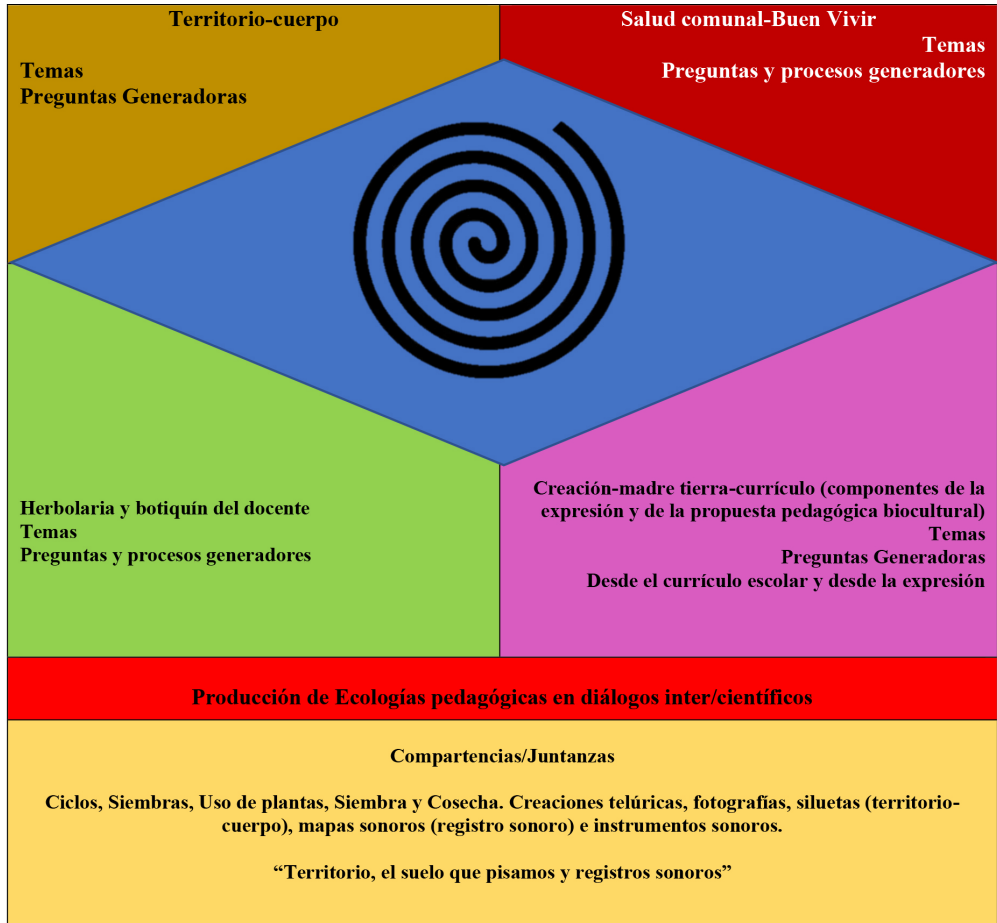 Territorio-cuerpo
Temas
Preguntas Generadoras
Salud comunal-Buen Vivir
Temas
Preguntas y procesos generadores
Herbolaria y botiquín del docente
Temas
Preguntas y procesos generadores
Creación-madre tierra-currículo (componentes de la
expresión y de la propuesta pedagógica biocultural)
Temas
Preguntas Generadoras
Desde el currículo escolar y desde la expresión
Producción de Ecologías pedagógicas en diálogos inter/científicos
Compartencias/Juntanzas
Ciclos, Siembras, Uso de plantas, Siembra y Cosecha. Creaciones telúricas, fotografías, siluetas (territorio-
cuerpo), mapas sonoros (registro sonoro) e instrumentos sonoros.
“Territorio, el suelo que pisamos y registros sonoros”